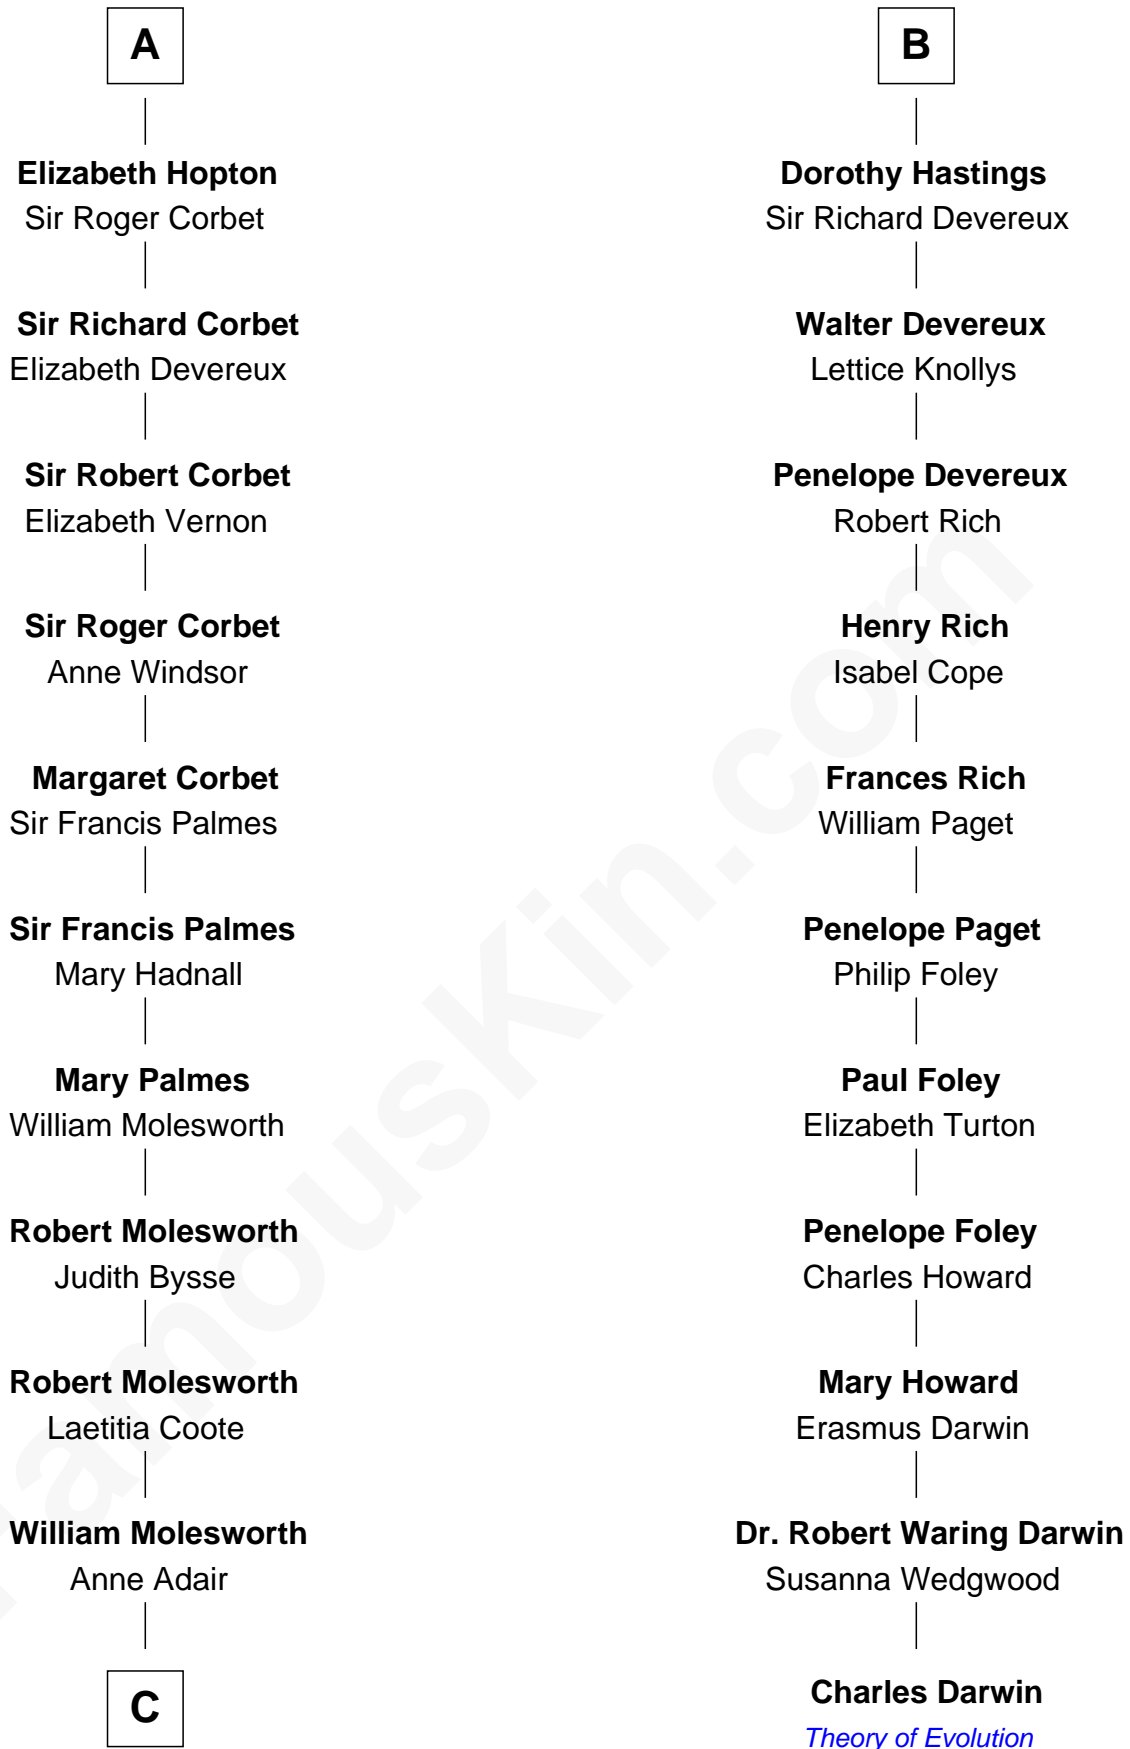 A
Elizabeth Hopton
Sir Roger Corbet
Sir Richard Corbet
Elizabeth Devereux
Sir Robert Corbet
Elizabeth Vernon
Sir Roger Corbet
Anne Windsor
Margaret Corbet
Sir Francis Palmes
Sir Francis Palmes
Mary Hadnall
Mary Palmes
William Molesworth
Robert Molesworth
Judith Bysse
Robert Molesworth
Laetitia Coote
William Molesworth
Anne Adair
C
B
Dorothy Hastings
Sir Richard Devereux
Walter Devereux
Lettice Knollys
Penelope Devereux
Robert Rich
Henry Rich
Isabel Cope
Frances Rich
William Paget
Penelope Paget
Philip Foley
Paul Foley
Elizabeth Turton
Penelope Foley
Charles Howard
Mary Howard
Erasmus Darwin
Dr. Robert Waring Darwin
Susanna Wedgwood
Charles Darwin
Theory of Evolution
FamousKin.com